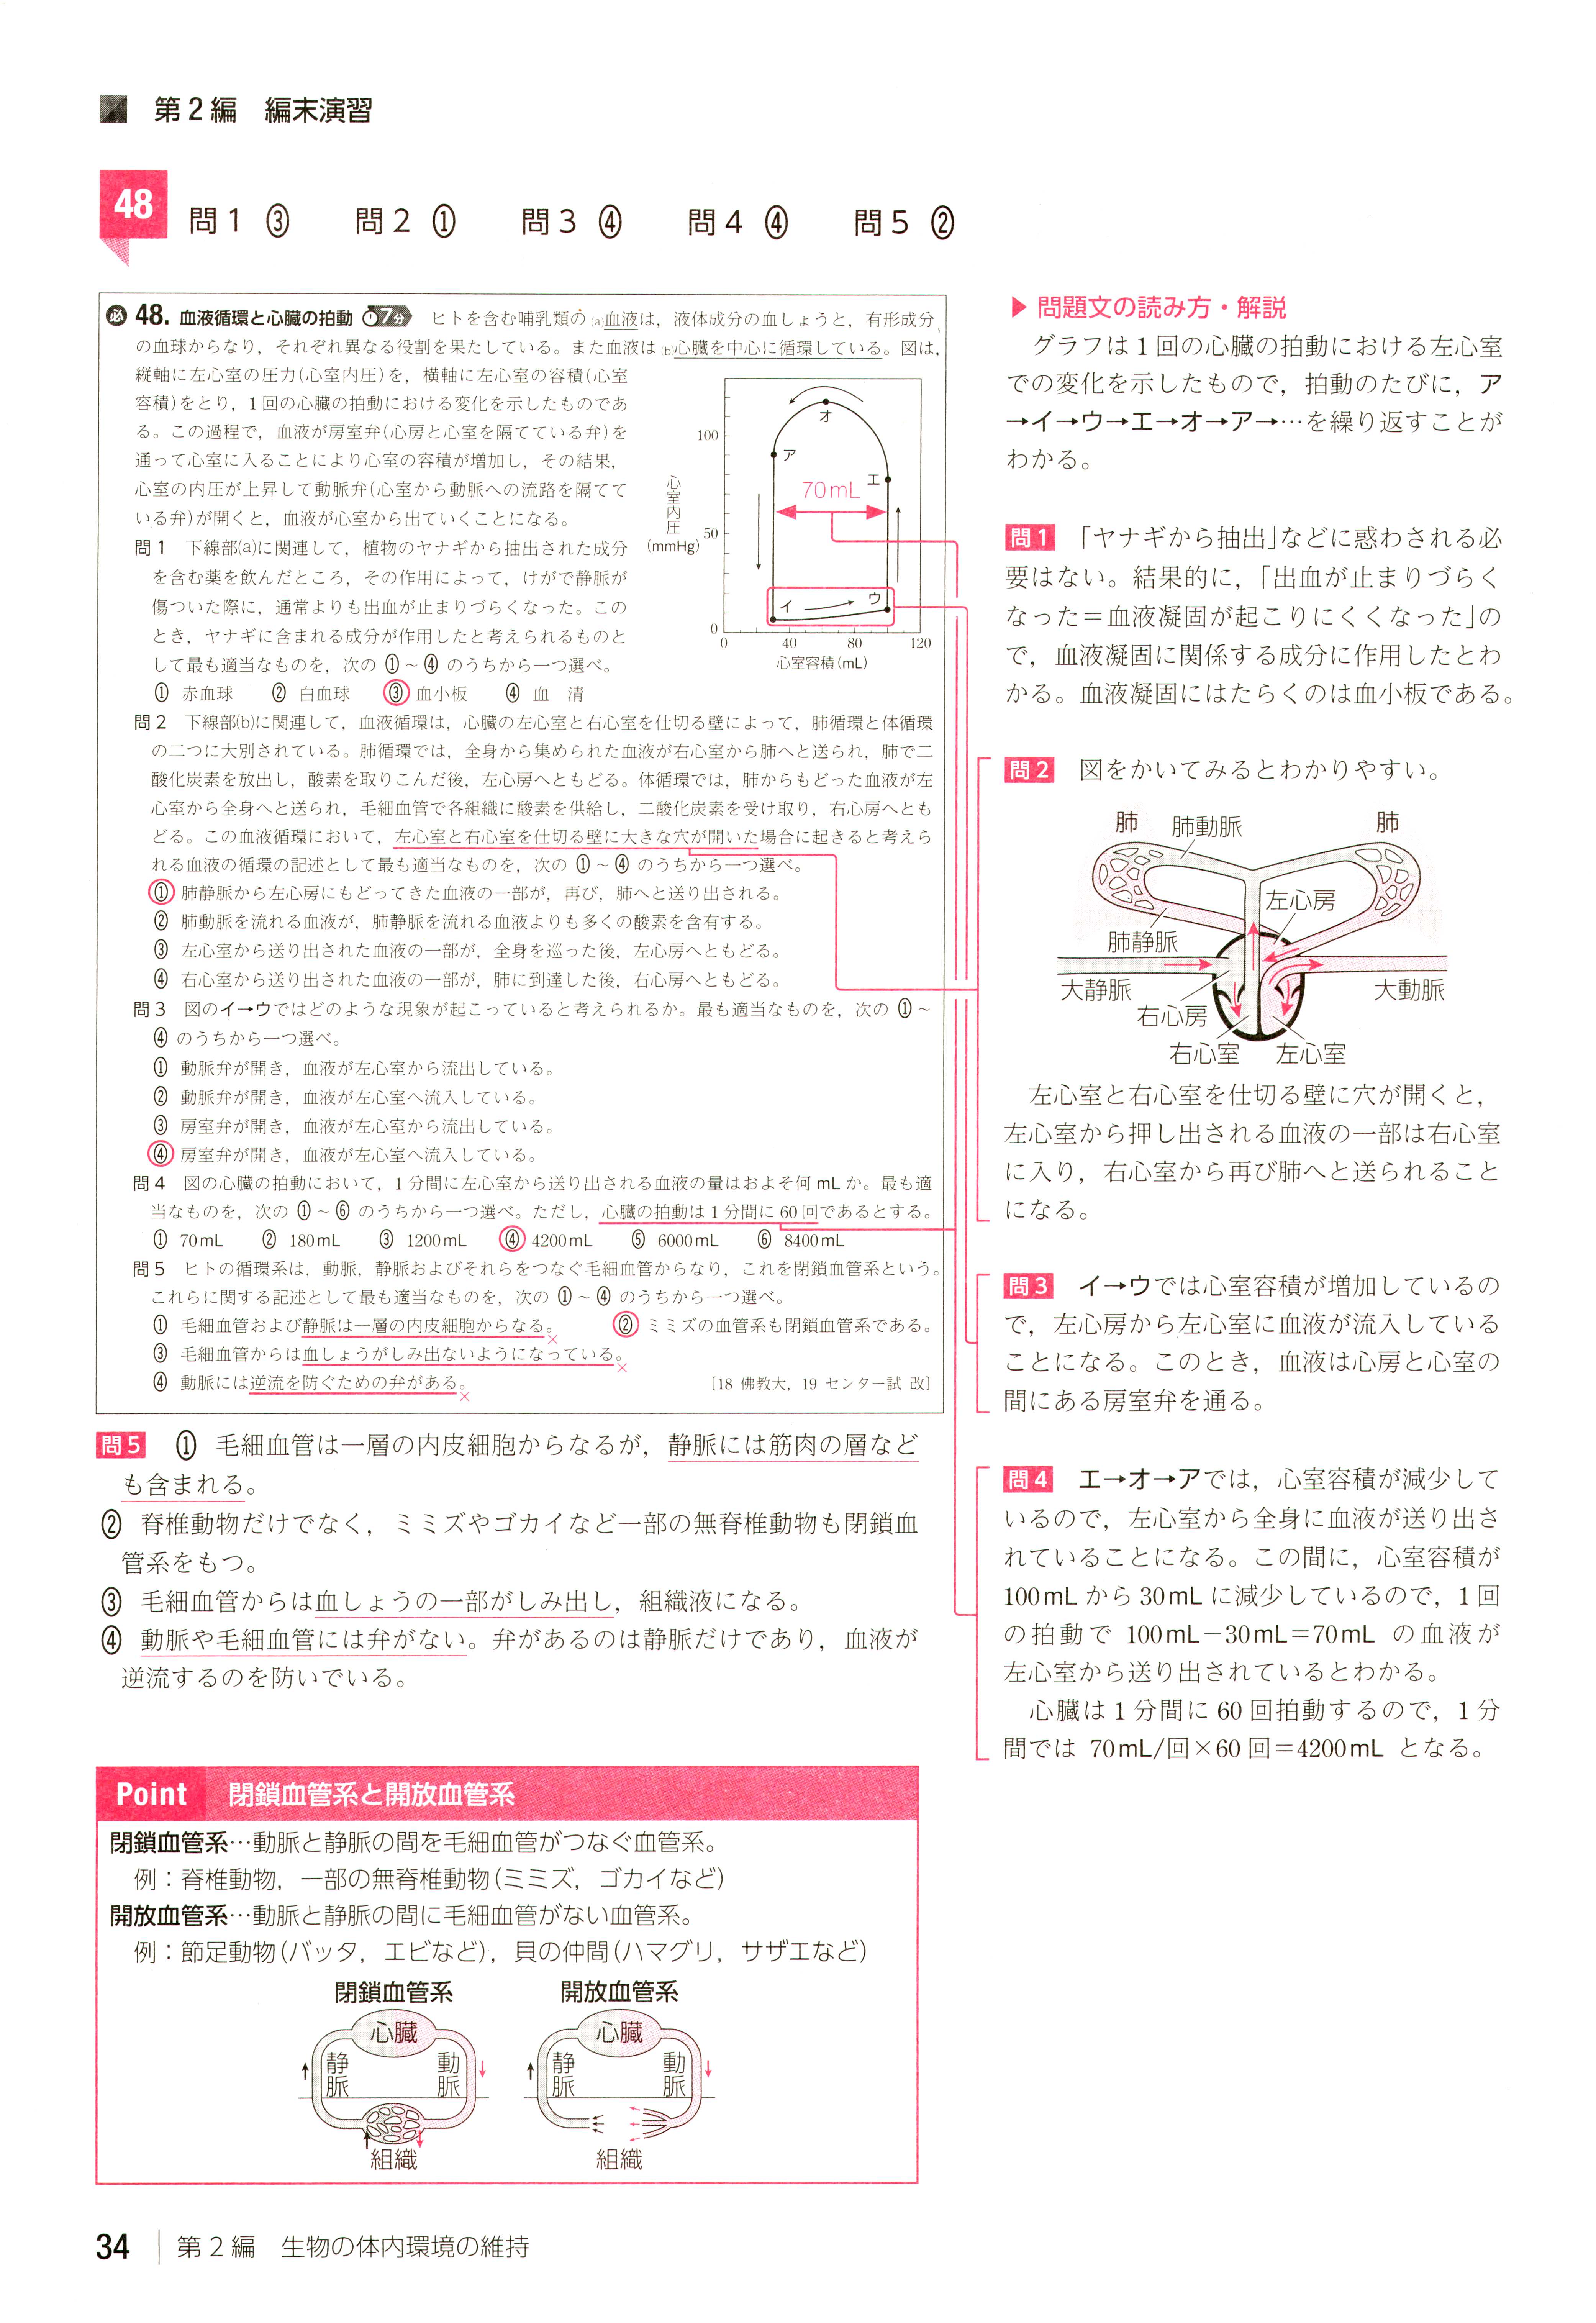 第2編　編末演習
48
問1 ③　問2 ①　問3 ④　問4 ④　問5 ②
必 48. 血液循環と心臓の拍動 7分 ヒトを含む哺乳類の(a)血液は，液体成分の血しょうと，有形成分
の血球からなり，それぞれ異なる役割を果たしている。また血液は(b)心臓を中心に循環している。図は，
縦軸に左心室の圧力(心室内圧)を，横軸に左心室の容積(心室
容積)をとり，1回の心臓の拍動における変化を示したものであ
る。この過程で，血液が房室弁(心房と心室を隔てている弁)を
通って心室に入ることにより心室の容積が増加し，その結果，
心室の内圧が上昇して動脈弁(心室から動脈への流路を隔てて
いる弁)が開くと，血液が心室から出ていくことになる。
心室内圧
(mmHg)
100
50
0
オ
ア
エ
70mL
イ
ウ
0 40 80 120
心室容積(mL)
問1　下線部(a)に関連して，植物のヤナギから抽出された成分
を含む薬を飲んだところ，その作用によって，けがで静脈が
傷ついた際に，通常よりも出血が止まりづらくなった。この
とき，ヤナギに含まれる成分が作用したと考えられるものと
して最も適当なものを，次の ①～④ のうちから一つ選べ。
① 赤血球　② 白血球　③ 血小板　④ 血　清
問2　下線部(b)に関連して，血液循環は，心臓の左心室と右心室を仕切る壁によって，肺循環と体循環
の二つに大別されている。肺循環では，全身から集められた血液が右心室から肺へと送られ，肺で二
酸化炭素を放出し，酸素を取りこんだ後，左心房へともどる。体循環では，肺からもどった血液が左
心室から全身へと送られ，毛細血管で各組織に酸素を供給し，二酸化炭素を受け取り，右心房へとも
どる。この血液循環において，左心室と右心室を仕切る壁に大きな穴が開いた場合に起きると考えら
れる血液の循環の記述として最も適当なものを，次の ①～④ のうちから一つ選べ。
① 肺静脈から左心房にもどってきた血液の一部が，再び，肺へと送り出される。
② 肺動脈を流れる血液が，肺静脈を流れる血液よりも多くの酸素を含有する。
③ 左心室から送り出された血液の一部が，全身を巡った後，左心房へともどる。
④ 右心室から送り出された血液の一部が，肺に到達した後，右心房へともどる。
問3　図のイ→ウではどのような現象が起こっていると考えられるか。最も適当なものを，次の ①～
④ のうちから一つ選べ。
① 動脈弁が開き，血液が左心室から流出している。
② 動脈弁が開き，血液が左心室へ流入している。
③ 房室弁が開き，血液が左心室から流出している。
④ 房室弁が開き，血液が左心室へ流入している。
問4　図の心臓の拍動において，1分間に左心室から送り出される血液の量はおよそ何mLか。最も適
当なものを，次の ①～⑥ のうちから一つ選べ。ただし，心臓の拍動は1分間に60回であるとする。
① 70mL　② 180mL　③ 1200mL　④ 4200mL　⑤ 6000mL　⑥ 8400mL
問5　ヒトの循環系は，動脈，静脈およびそれらをつなぐ毛細血管からなり，これを閉鎖血管系という。
これらに関する記述として最も適当なものを，次の ①～④ のうちから一つ選べ。
① 毛細血管および静脈は一層の内皮細胞からなる。×　② ミミズの血管系も閉鎖血管系である。
③ 毛細血管からは血しょうがしみ出ないようになっている。×
④ 動脈には逆流を防ぐための弁がある。×　〔18 佛教大，19 センター試 改〕
問5　① 毛細血管は一層の内皮細胞からなるが，静脈には筋肉の層など
も含まれる。
② 脊椎動物だけでなく，ミミズやゴカイなど一部の無脊椎動物も閉鎖血
管系をもつ。
③ 毛細血管からは血しょうの一部がしみ出し，組織液になる。
④ 動脈や毛細血管には弁がない。弁があるのは静脈だけであり，血液が
逆流するのを防いでいる。
Point　閉鎖血管系と開放血管系
閉鎖血管系…動脈と静脈の間を毛細血管がつなぐ血管系。
例：脊椎動物，一部の無脊椎動物(ミミズ，ゴカイなど)
開放血管系…動脈と静脈の間に毛細血管がない血管系。
例：節足動物(バッタ，エビなど)，貝の仲間(ハマグリ，サザエなど)
閉鎖血管系　開放血管系
心臓　心臓
静脈　動脈　静脈　動脈
組織　組織
▶ 問題文の読み方・解説
グラフは1回の心臓の拍動における左心室
での変化を示したもので，拍動のたびに，ア
→イ→ウ→エ→オ→ア→…を繰り返すことが
わかる。
問1　「ヤナギから抽出」などに惑わされる必
要はない。結果的に，「出血が止まりづらく
なった＝血液凝固が起こりにくくなった」の
で，血液凝固に関係する成分に作用したとわ
かる。血液凝固にはたらくのは血小板である。
問2　図をかいてみるとわかりやすい。
肺　肺動脈　肺
左心房
肺静脈
大静脈　大動脈
右心房
右心室　左心室
左心室と右心室を仕切る壁に穴が開くと，
左心室から押し出される血液の一部は右心室
に入り，右心室から再び肺へと送られること
になる。
問3　イ→ウでは心室容積が増加しているの
で，左心房から左心室に血液が流入している
ことになる。このとき，血液は心房と心室の
間にある房室弁を通る。
問4　エ→オ→アでは，心室容積が減少して
いるので，左心室から全身に血液が送り出さ
れていることになる。この間に，心室容積が
100mLから30mLに減少しているので，1回
の拍動で 100mL－30mL＝70mL の血液が
左心室から送り出されているとわかる。
心臓は1分間に60回拍動するので，1分
間では 70mL/回×60回＝4200mL となる。
34　第2編　生物の体内環境の維持